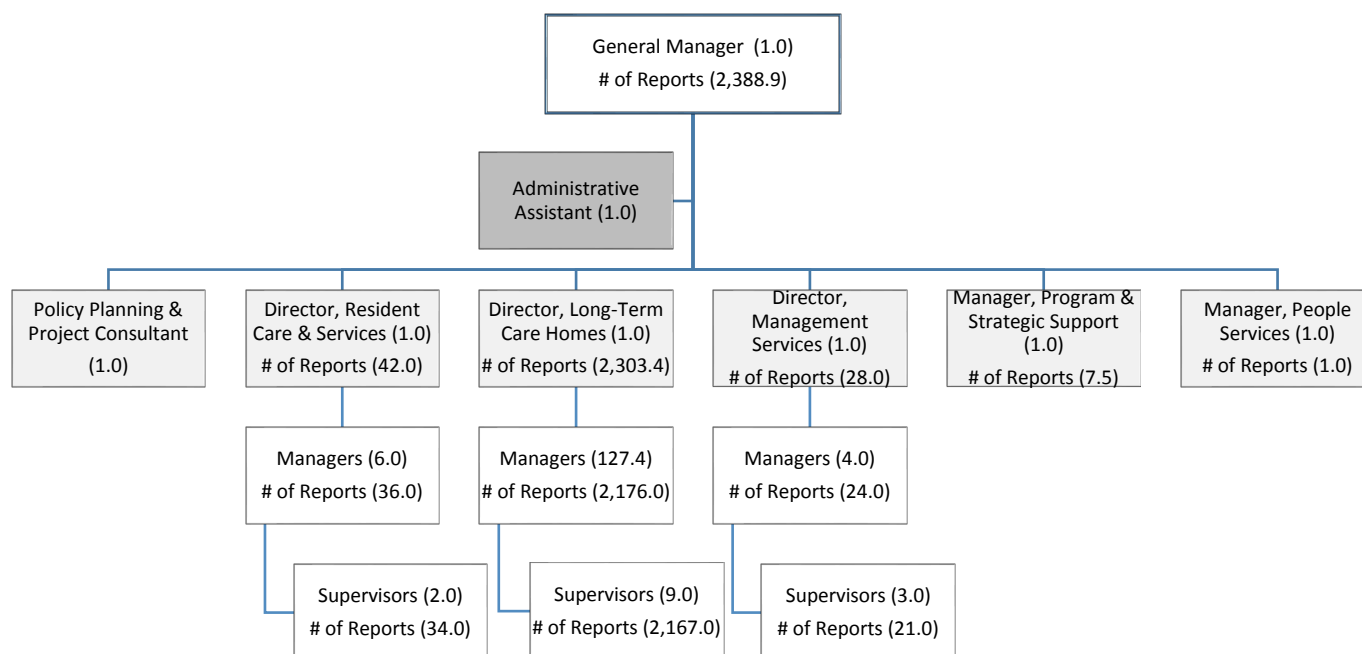 General Manager (1.0)
# of Reports (2,388.9)
Administrative
Assistant (1.0)
Policy Planning &
Project Consultant
(1.0)
Director, Resident
Care & Services (1.0)
# of Reports (42.0)
Director, Long-Term
Care Homes (1.0)
# of Reports (2,303.4)
Director,
Management
Services (1.0)
# of Reports (28.0)
Manager, Program &
Strategic Support
(1.0)
# of Reports (7.5)
Manager, People
Services (1.0)
# of Reports (1.0)
Managers (6.0)
# of Reports (36.0)
Managers (127.4)
# of Reports (2,176.0)
Managers (4.0)
# of Reports (24.0)
Supervisors (2.0)
# of Reports (34.0)
Supervisors (9.0)
# of Reports (2,167.0)
Supervisors (3.0)
# of Reports (21.0)